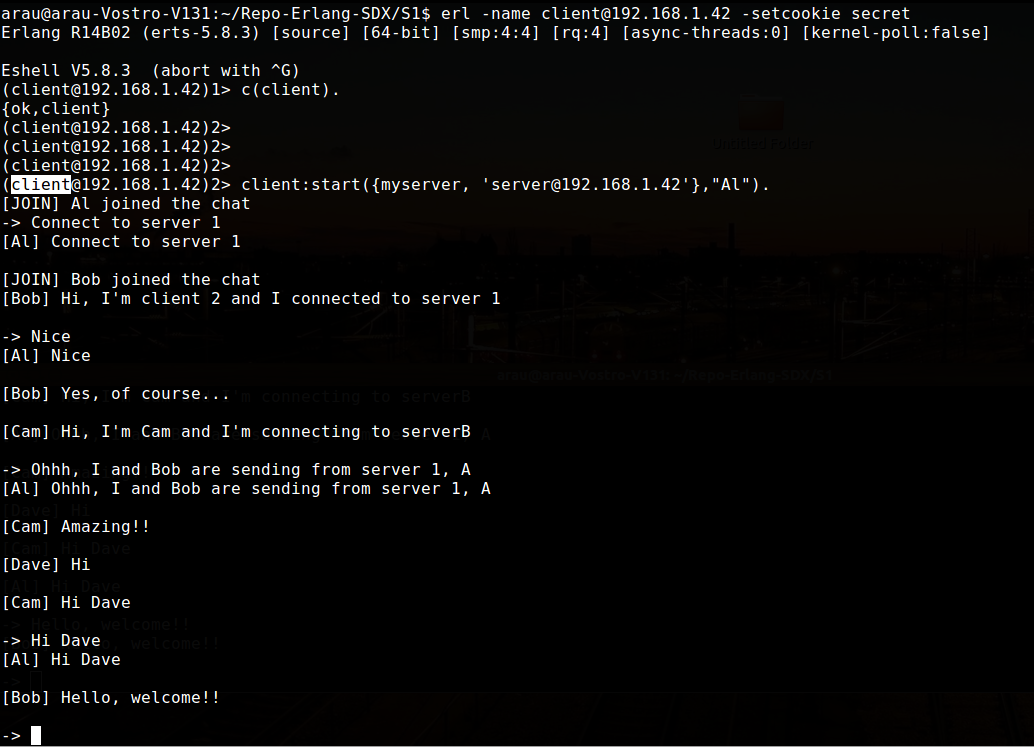 arau@arau-Vostro-V131:~/Repo-Erlang-SDX/S1$ erl -name client@192.168.1.42 -setcookie secret
Erlang R14B02 (erts-5.8.3) [source] [64-bit] [smp:4:4] [rq:4] [async-threads:0] [kernel-poll:false]
Eshell V5.8.3  (abort with ^G)
(client@192.168.1.42)1> c(client).
{ok,client}
(client@192.168.1.42)2>
(client@192.168.1.42)2>
(client@192.168.1.42)2>
(client@192.168.1.42)2> client:start({myserver, 'server@192.168.1.42'},"Al").
[JOIN] Al joined the chat
-> Connect to server 1
[Al] Connect to server 1
[JOIN] Bob joined the chat
[Bob] Hi, I'm client 2 and I connected to server 1
-> Nice
[Al] Nice
[Bob] Yes, of course...
[Cam] Hi, I'm Cam and I'm connecting to serverB
-> Ohhh, I and Bob are sending from server 1, A
[Al] Ohhh, I and Bob are sending from server 1, A
[Cam] Amazing!!
[Dave] Hi
[Cam] Hi Dave
-> Hi Dave
[Al] Hi Dave
[Bob] Hello, welcome!!
->